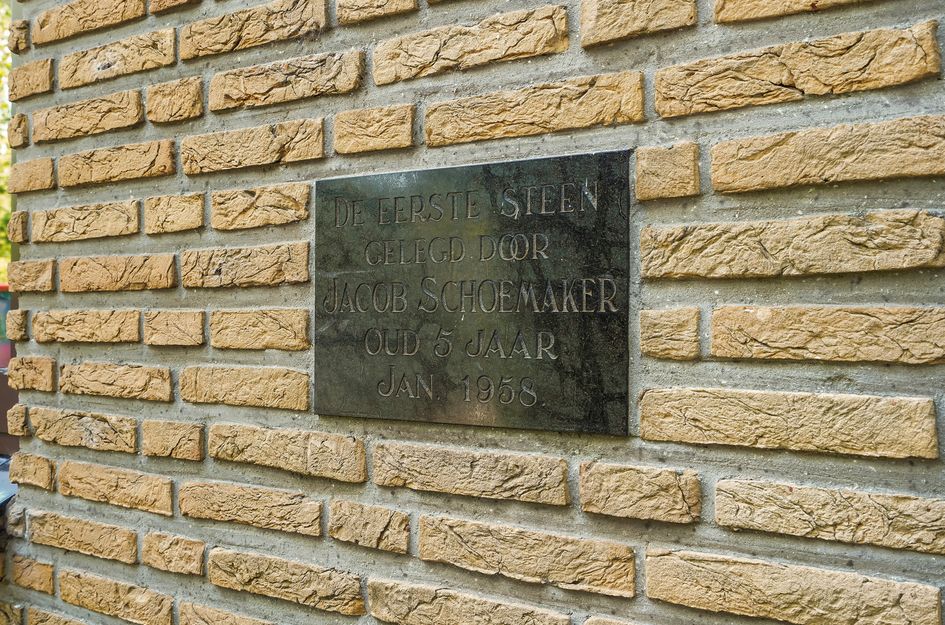 DE EERSTE STEEN
GELEGD DOOR
JACOB SCHOEMAKER
OUD 5 JAAR
JAN. 1958.